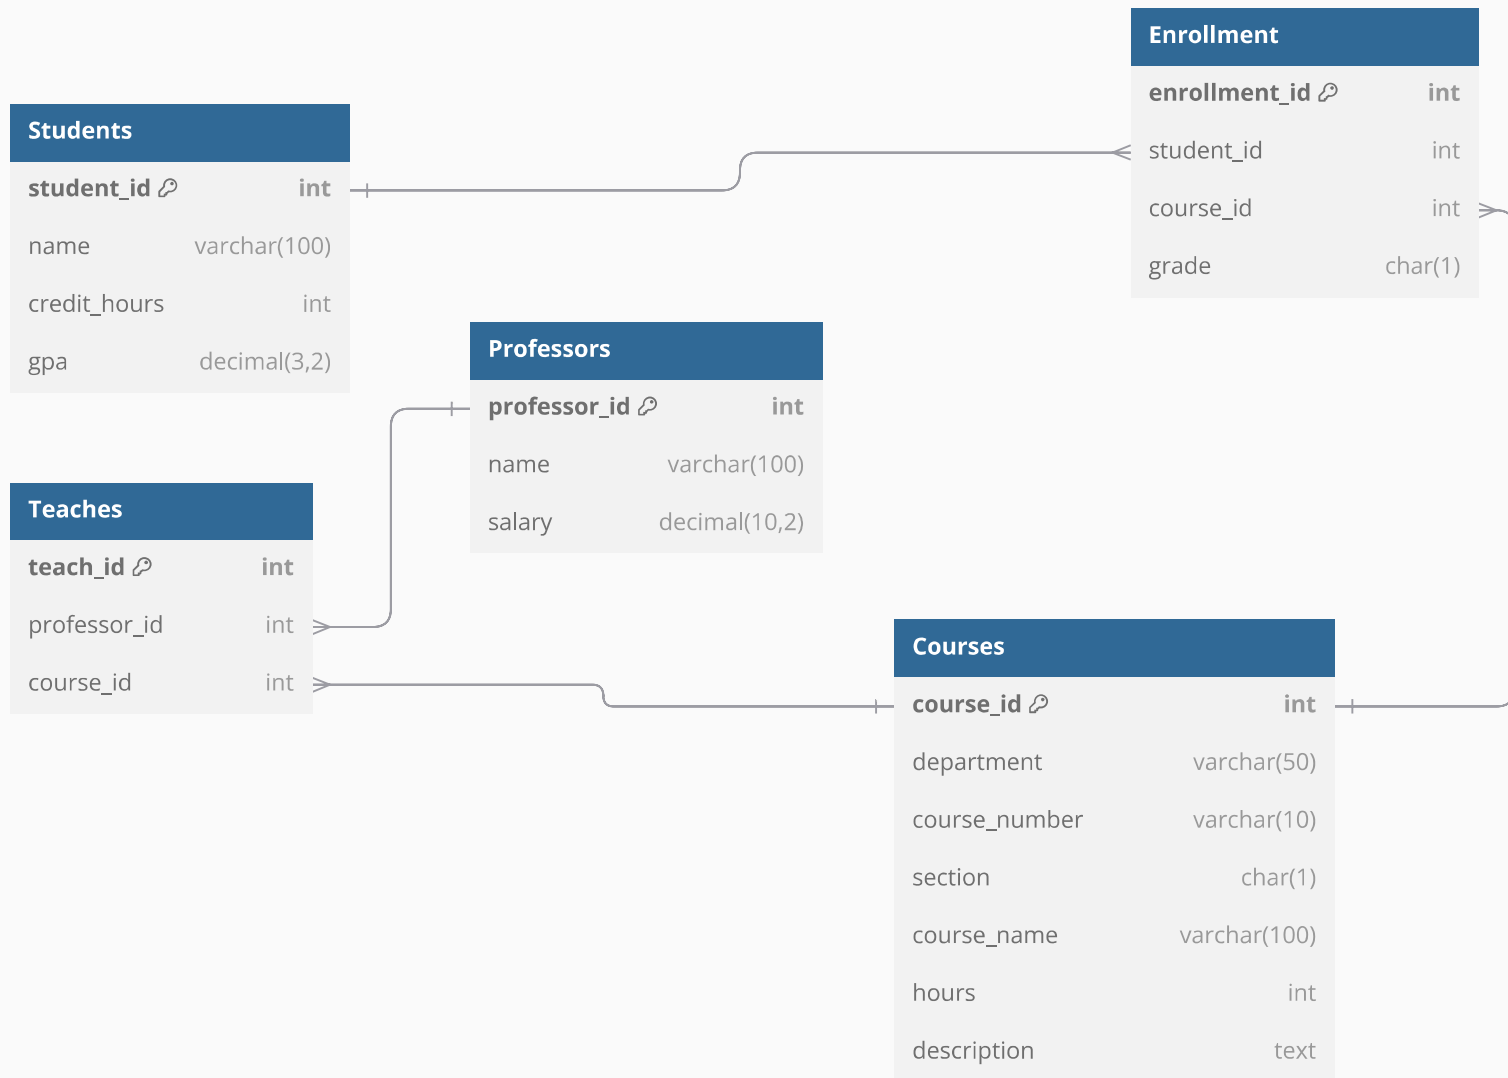 Enrollment
enrollment_id int
student_id int
course_id int
grade char(1)
Students
student_id int
name varchar(100)
credit_hours int
gpa decimal(3,2)
Professors
professor_id int
name varchar(100)
salary decimal(10,2)
Teaches
teach_id int
professor_id int
course_id int
Courses
course_id int
department varchar(50)
course_number varchar(10)
section char(1)
course_name varchar(100)
hours int
description text